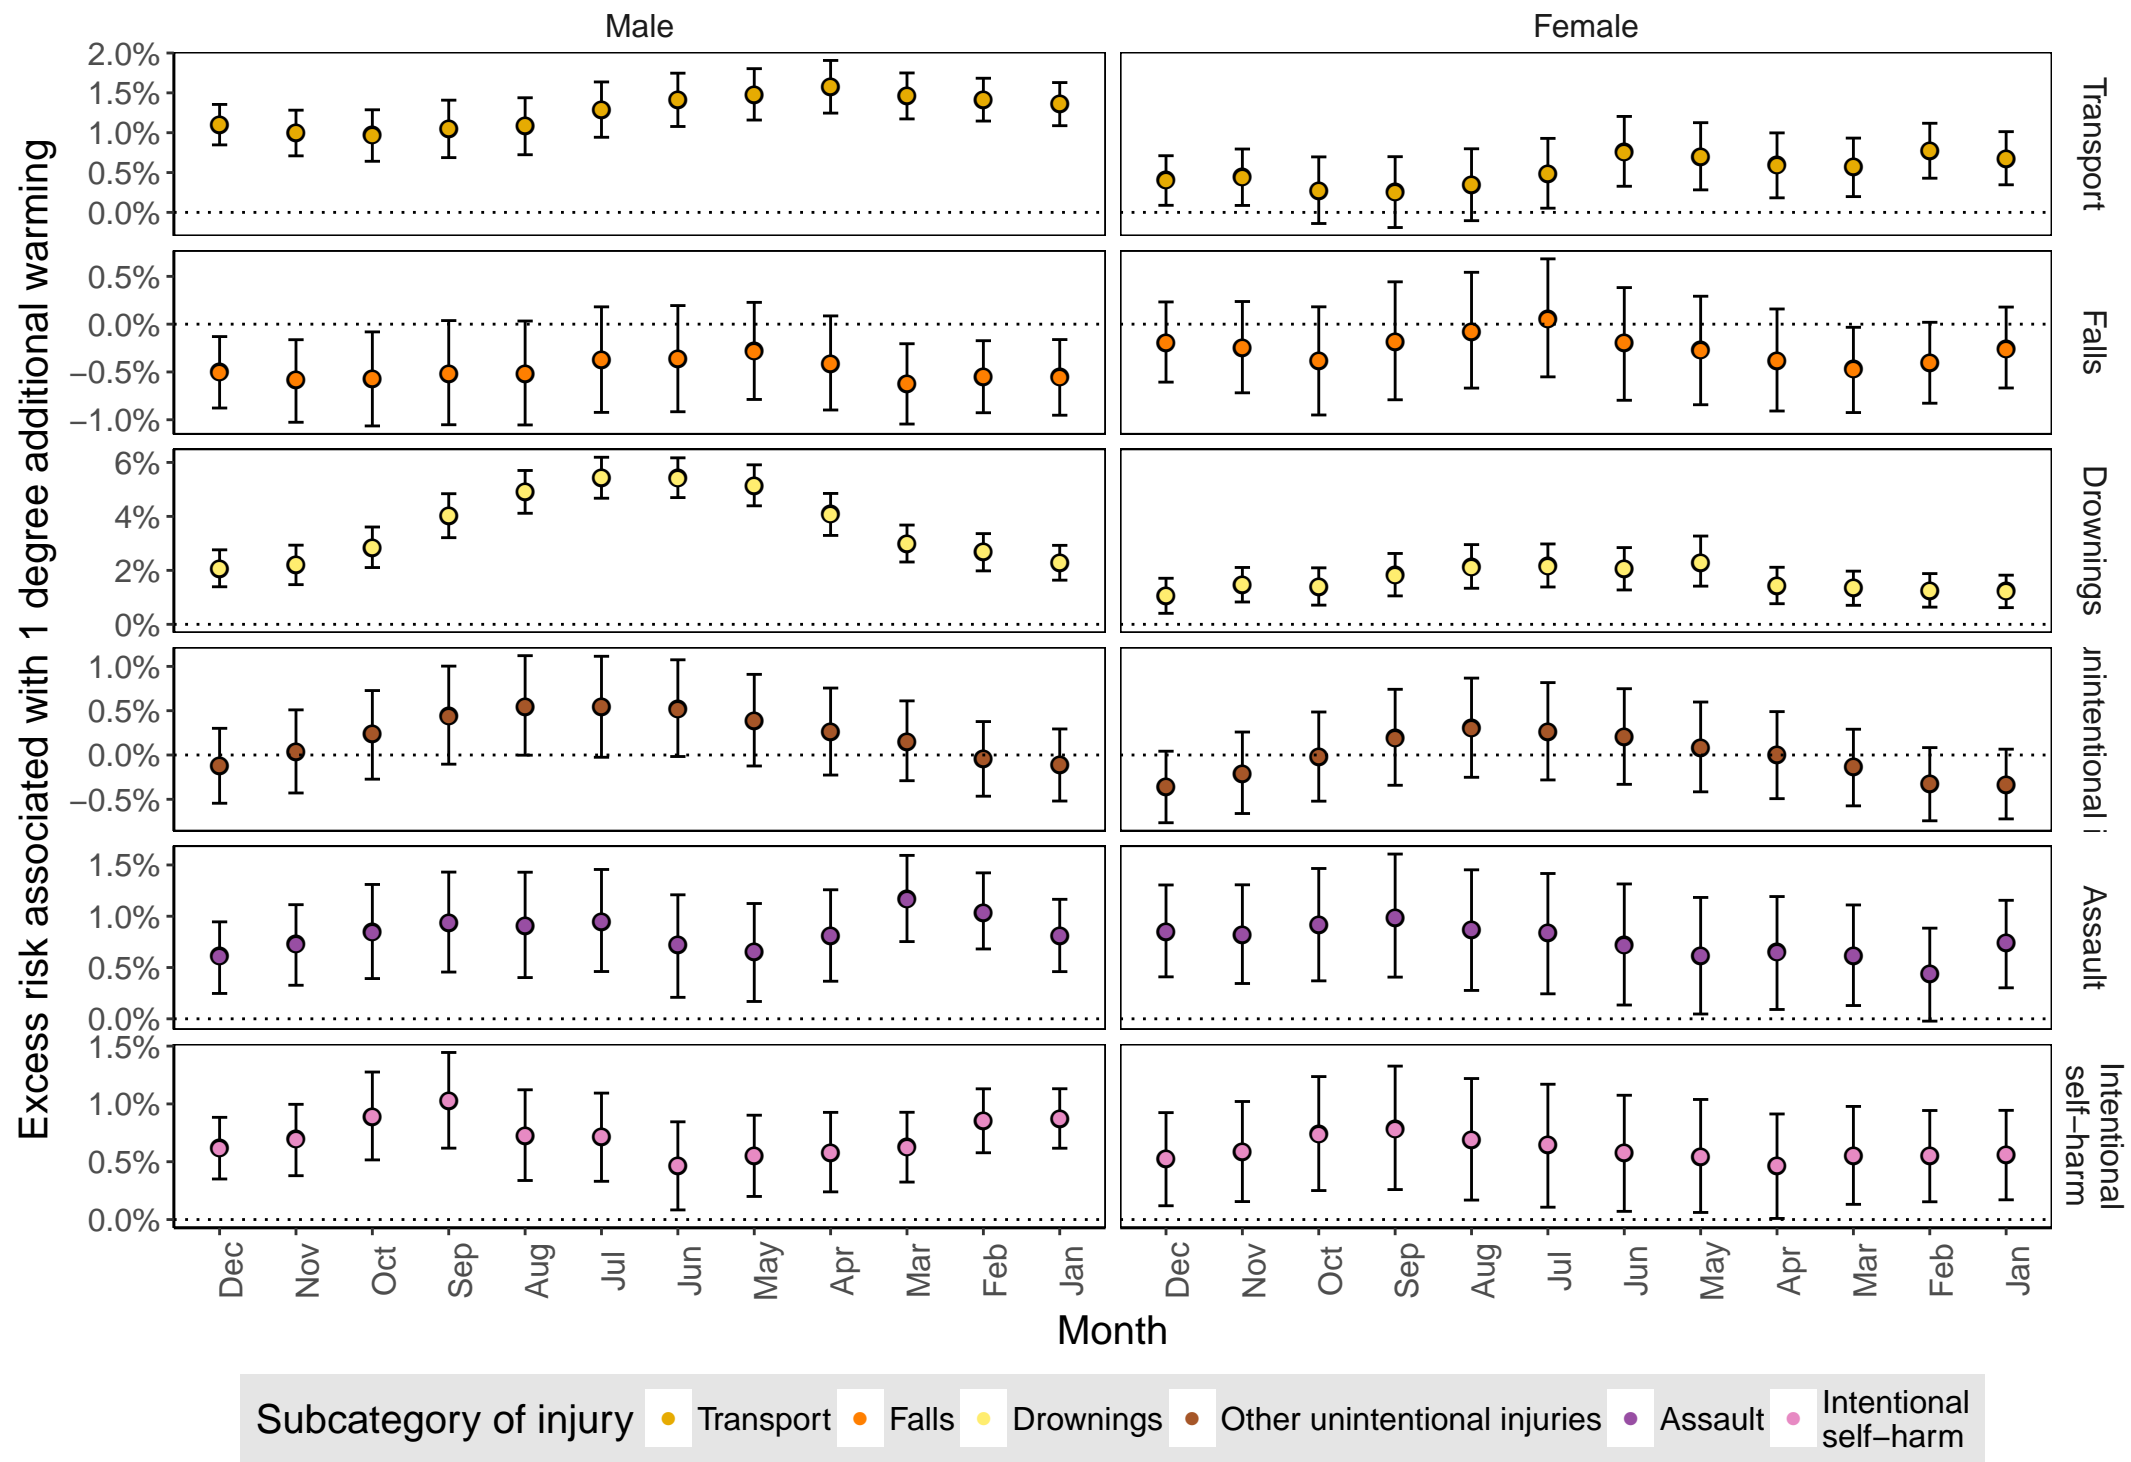 Male
Female
Excess risk associated with 1 degree additional warming
2.0%
1.5%
1.0%
0.5%
0.0%
Transport
0.5%
0.0%
−0.5%
−1.0%
Falls
6%
4%
2%
0%
Drownings
1.0%
0.5%
0.0%
−0.5%
unintentional i
1.5%
1.0%
0.5%
0.0%
Assault
1.5%
1.0%
0.5%
0.0%
Intentional
self−harm
Dec Nov Oct Sep Aug Jul Jun May Apr Mar Feb Jan
Dec Nov Oct Sep Aug Jul Jun May Apr Mar Feb Jan
Month
Subcategory of injury
Transport
Falls
Drownings
Other unintentional injuries
Assault
Intentional
self−harm